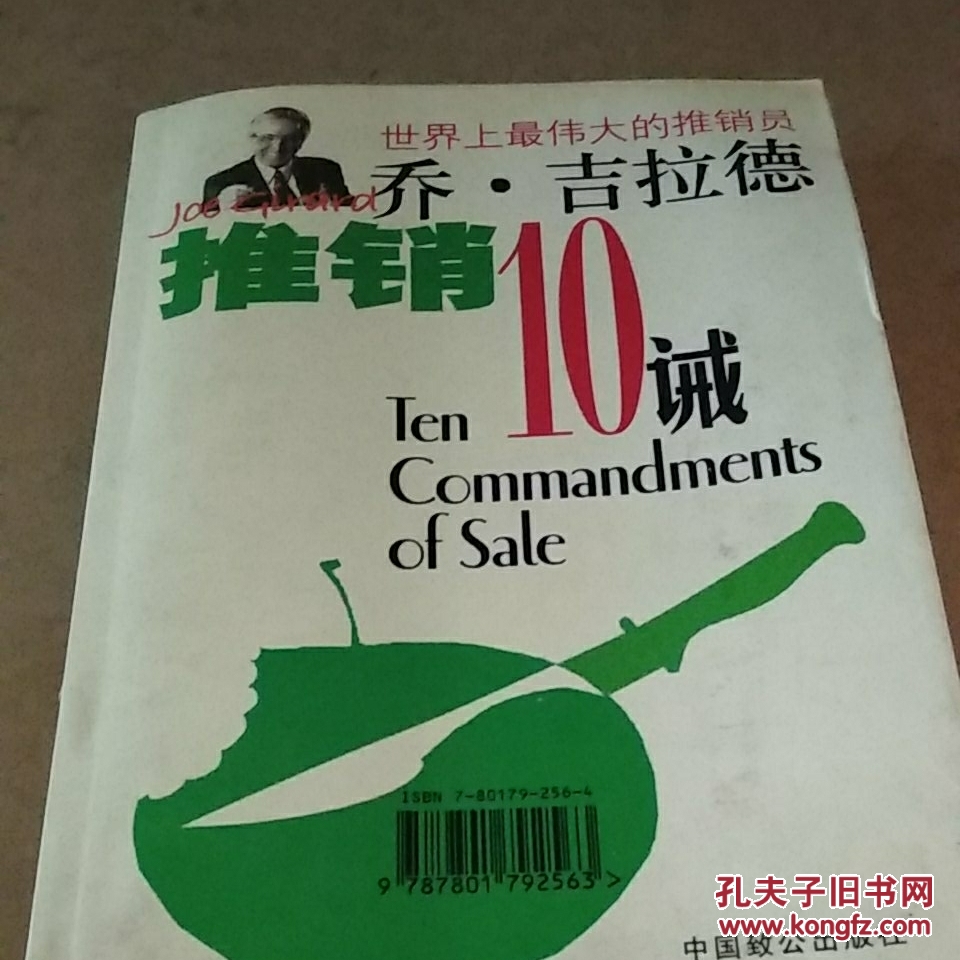 世界上最伟大的推销员
乔·吉拉德
Joe Girard
推销10诫
Ten
Commandments
of Sale
ISBN 7-80179-256-4
9 787801 792563 >
中国致公出版社
孔夫子旧书网
www.kongfz.com